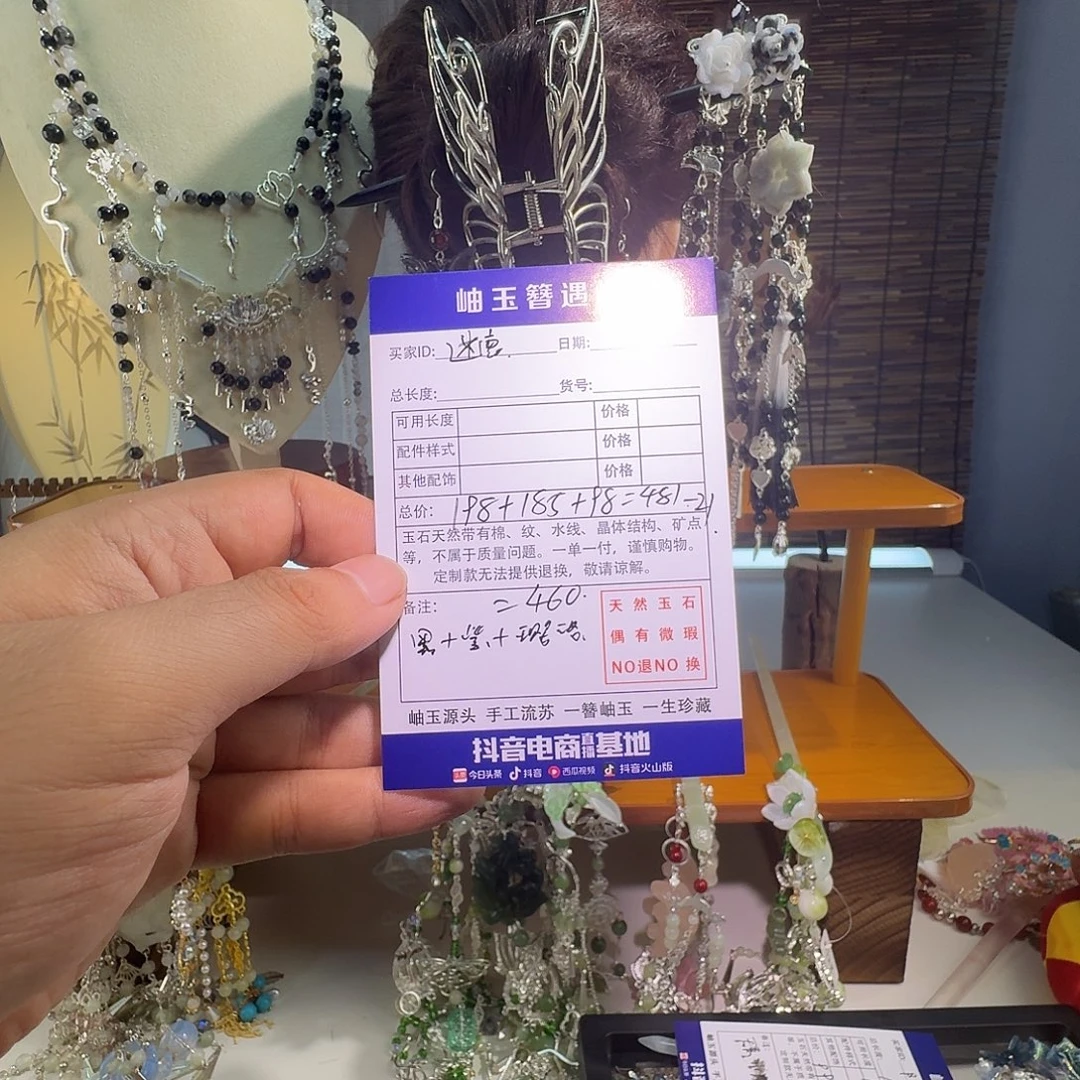 岫玉簪遇
买家ID: 迷恵. 日期:
总长度: 货号:
可用长度 价格
配件样式 价格
其他配饰 价格
总价: 198+185+98=481-21
玉石天然带有棉、纹、水线、晶体结构、矿点
等，不属于质量问题。一单一付，谨慎购物。
定制款无法提供退换，敬请谅解。
备注: =460.
天然玉石
偶有微瑕
NO退NO换
岫玉源头 手工流苏 一簪岫玉 一生珍藏
抖音电商直播基地
今日头条 抖音 西瓜视频 抖音火山版